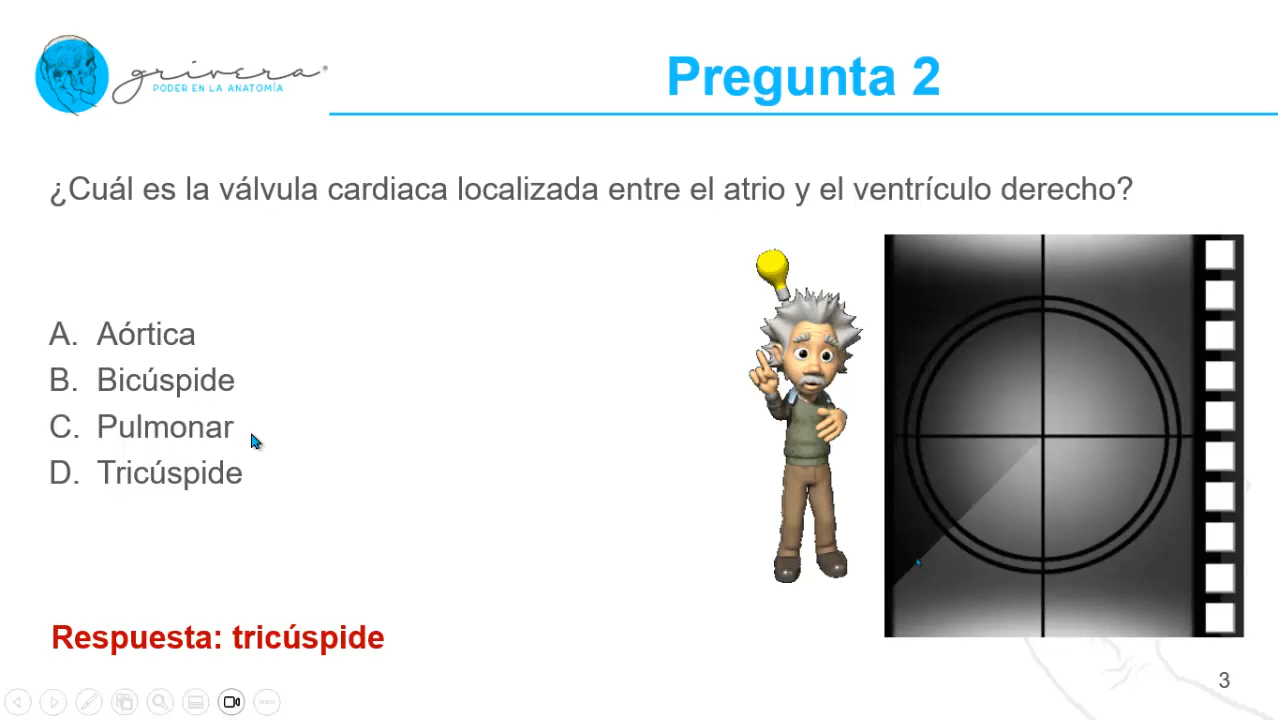 grivera®
PODER EN LA ANATOMÍA
Pregunta 2
¿Cuál es la válvula cardiaca localizada entre el atrio y el ventrículo derecho?
A. Aórtica
B. Bicúspide
C. Pulmonar
D. Tricúspide
Respuesta: tricúspide
3